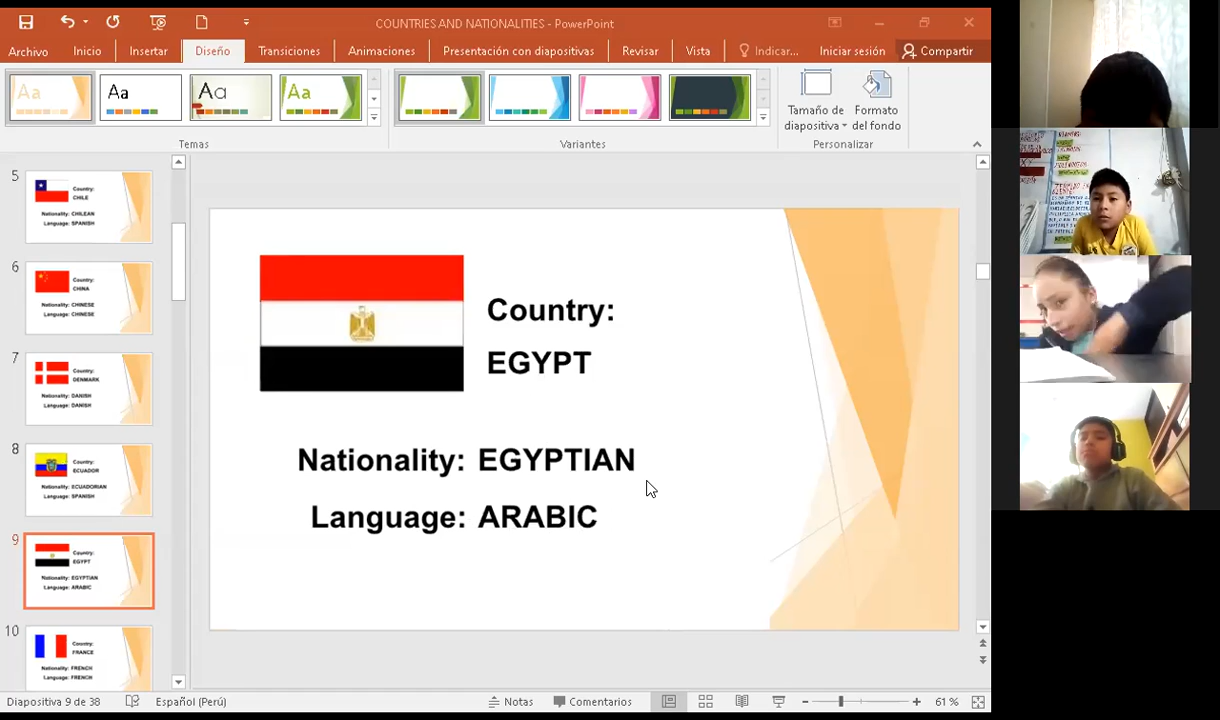 COUNTRIES AND NATIONALITIES - PowerPoint
Archivo Inicio Insertar Diseño Transiciones Animaciones Presentación con diapositivas Revisar Vista Indicar... Iniciar sesión Compartir
Aa Aa Aa Aa
Tamaño de diapositiva
Formato del fondo
Temas Variantes Personalizar
5
Country:
CHILE
Nationality: CHILEAN
Language: SPANISH
6
Country:
CHINA
Nationality: CHINESE
Language: CHINESE
7
Country:
DENMARK
Nationality: DANISH
Language: DANISH
8
Country:
ECUADOR
Nationality: ECUADORIAN
Language: SPANISH
9
Country:
EGYPT
Nationality: EGYPTIAN
Language: ARABIC
10
Country:
FRANCE
Nationality: FRENCH
Language: FRENCH
Country:
EGYPT
Nationality: EGYPTIAN
Language: ARABIC
Diapositiva 9 de 38 Español (Perú) Notas Comentarios 61 %